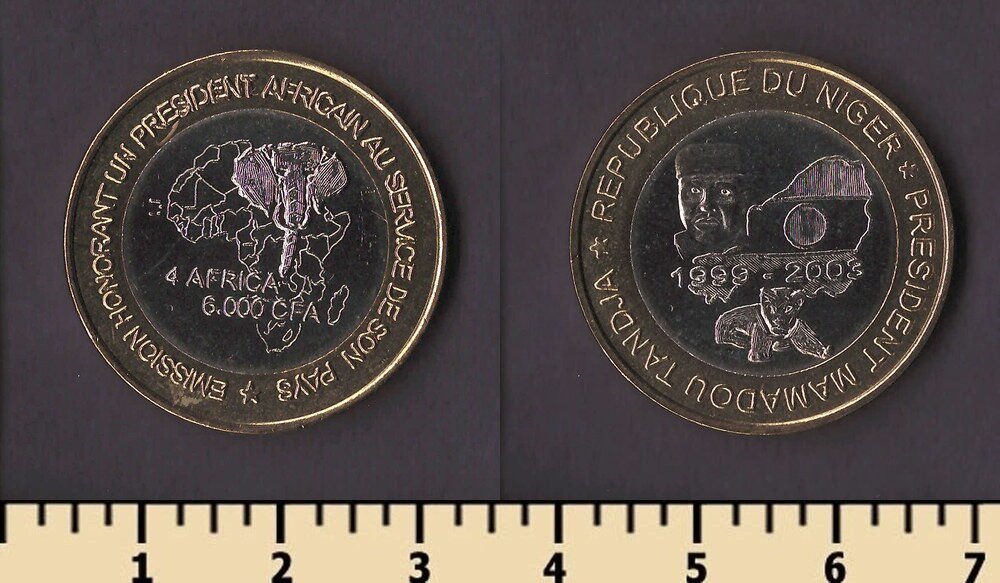 EMISSION HONORANT UN PRESIDENT AFRICAIN AU SERVICE DE SON PAYS ★
4 AFRICA
6.000 CFA
★ REPUBLIQUE DU NIGER ★ PRESIDENT MAMADOU TANDJA
1999 - 2003
1 2 3 4 5 6 7